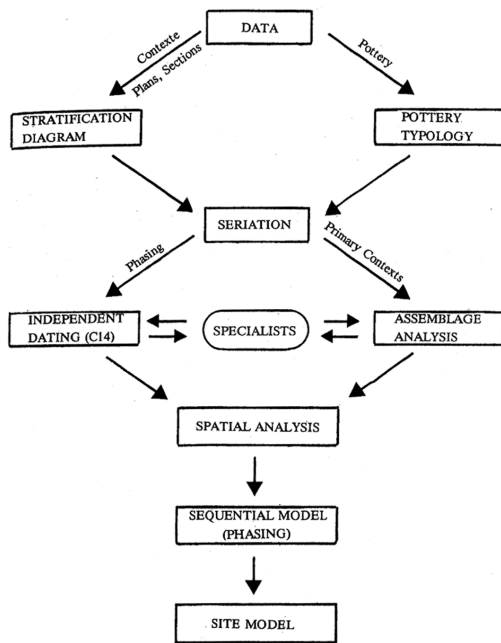 DATA
Contexte
Plans, Sections
Pottery
STRATIFICATION
DIAGRAM
POTTERY
TYPOLOGY
SERIATION
Phasing
Primary Contexts
INDEPENDENT
DATING (C14)
SPECIALISTS
ASSEMBLAGE
ANALYSIS
SPATIAL ANALYSIS
SEQUENTIAL MODEL
(PHASING)
SITE MODEL